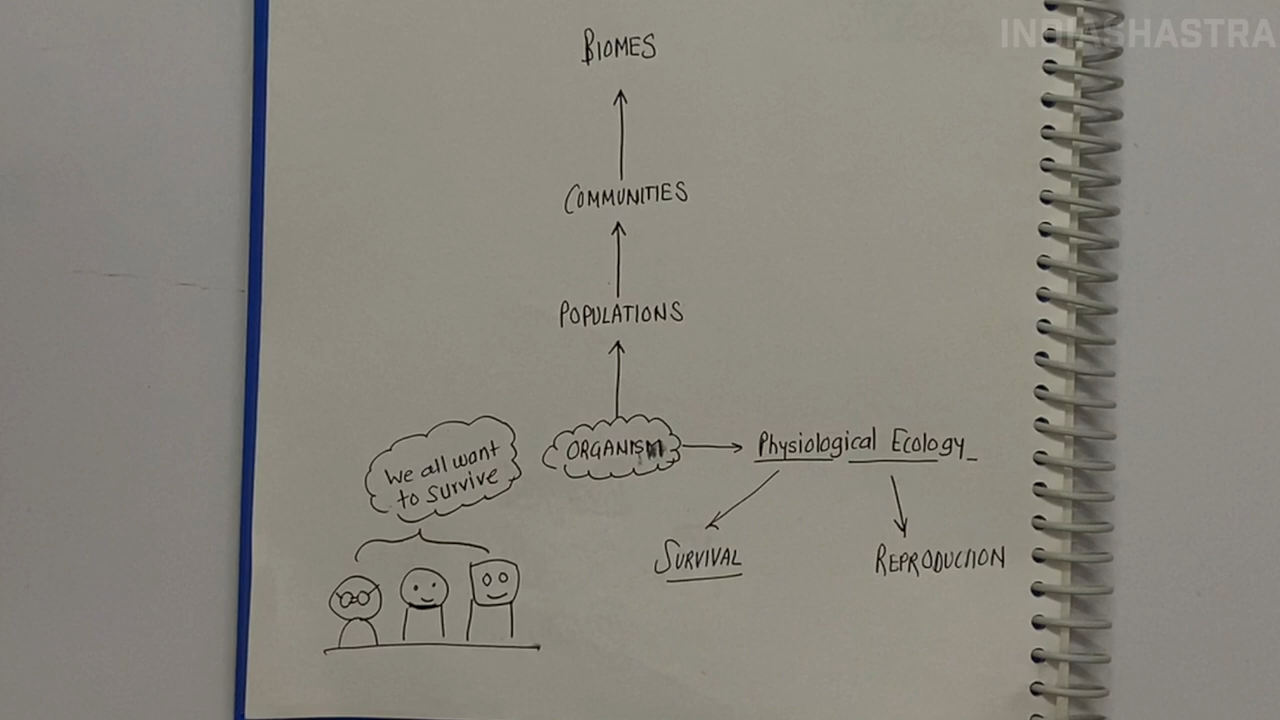 INDIASHASTRA
BIOMES
COMMUNITIES
POPULATIONS
ORGANISM
Physiological Ecology
We all want
to survive
SURVIVAL
REPRODUCTION